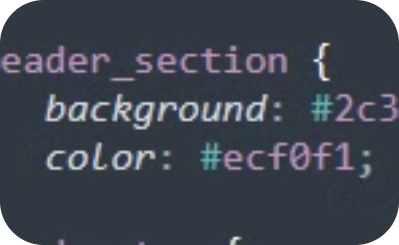 eader_section {
background: #2c3
color: #ecf0f1;
{